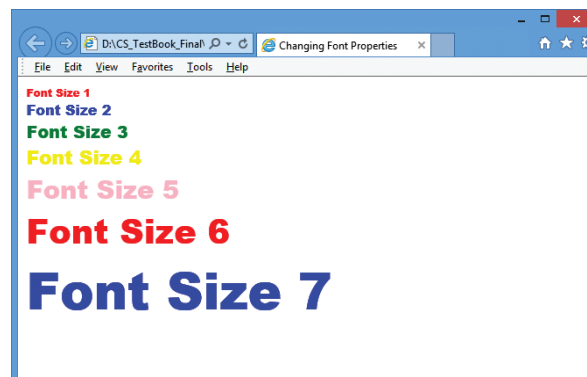 D:\CS_TestBook_Final\
Changing Font Properties
File Edit View Favorites Tools Help
Font Size 1
Font Size 2
Font Size 3
Font Size 4
Font Size 5
Font Size 6
Font Size 7